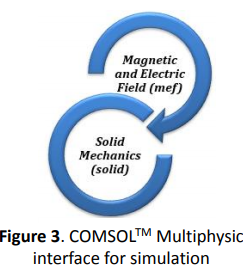 Magnetic
and Electric
Field (mef)
Solid
Mechanics
(solid)
Figure 3. COMSOL™ Multiphysic
interface for simulation